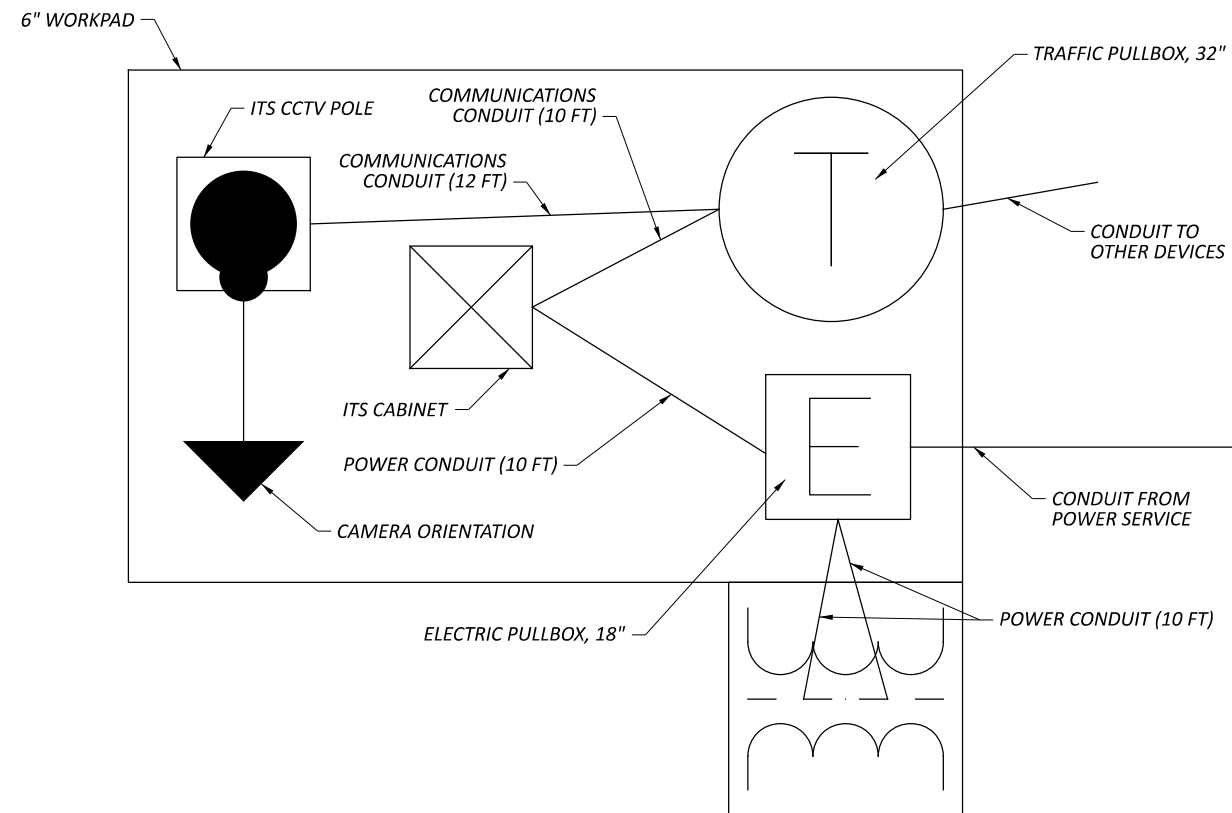 6" WORKPAD
TRAFFIC PULLBOX, 32"
COMMUNICATIONS
CONDUIT (10 FT)
ITS CCTV POLE
COMMUNICATIONS
CONDUIT (12 FT)
T
CONDUIT TO
OTHER DEVICES
ITS CABINET
E
POWER CONDUIT (10 FT)
CONDUIT FROM
POWER SERVICE
CAMERA ORIENTATION
ELECTRIC PULLBOX, 18"
POWER CONDUIT (10 FT)